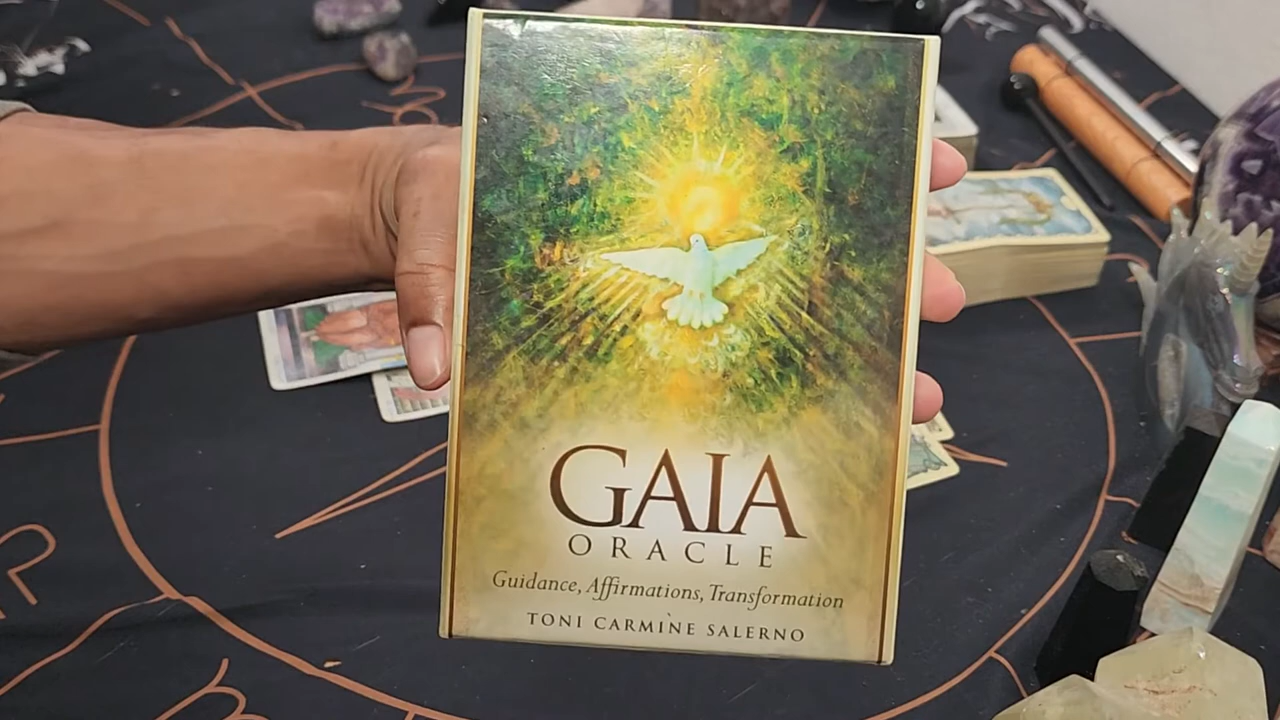 GAIA
ORACLE
Guidance, Affirmations, Transformation
TONI CARMINE SALERNO